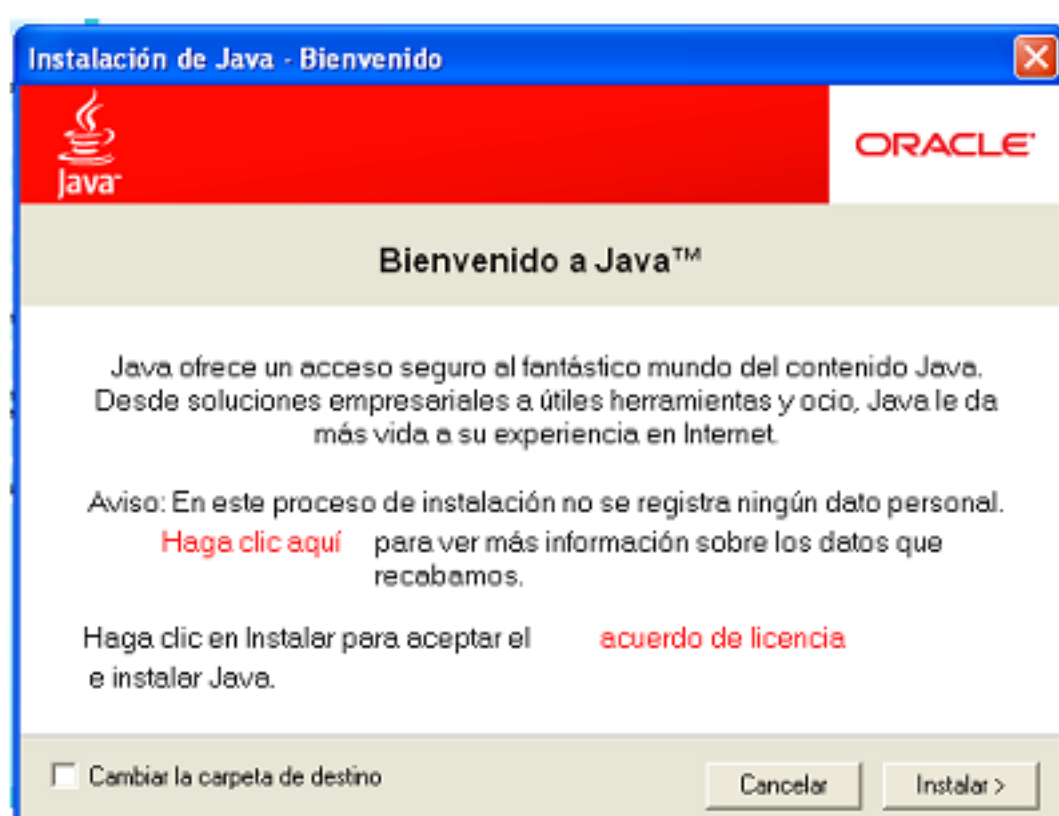 Instalación de Java - Bienvenido
Java
ORACLE
Bienvenido a Java™
Java ofrece un acceso seguro al fantástico mundo del contenido Java.
Desde soluciones empresariales a útiles herramientas y ocio, Java le da
más vida a su experiencia en Internet.
Aviso: En este proceso de instalación no se registra ningún dato personal.
Haga clic aquí para ver más información sobre los datos que
recabamos.
Haga clic en Instalar para aceptar el acuerdo de licencia
e instalar Java.
Cambiar la carpeta de destino
Cancelar
Instalar >